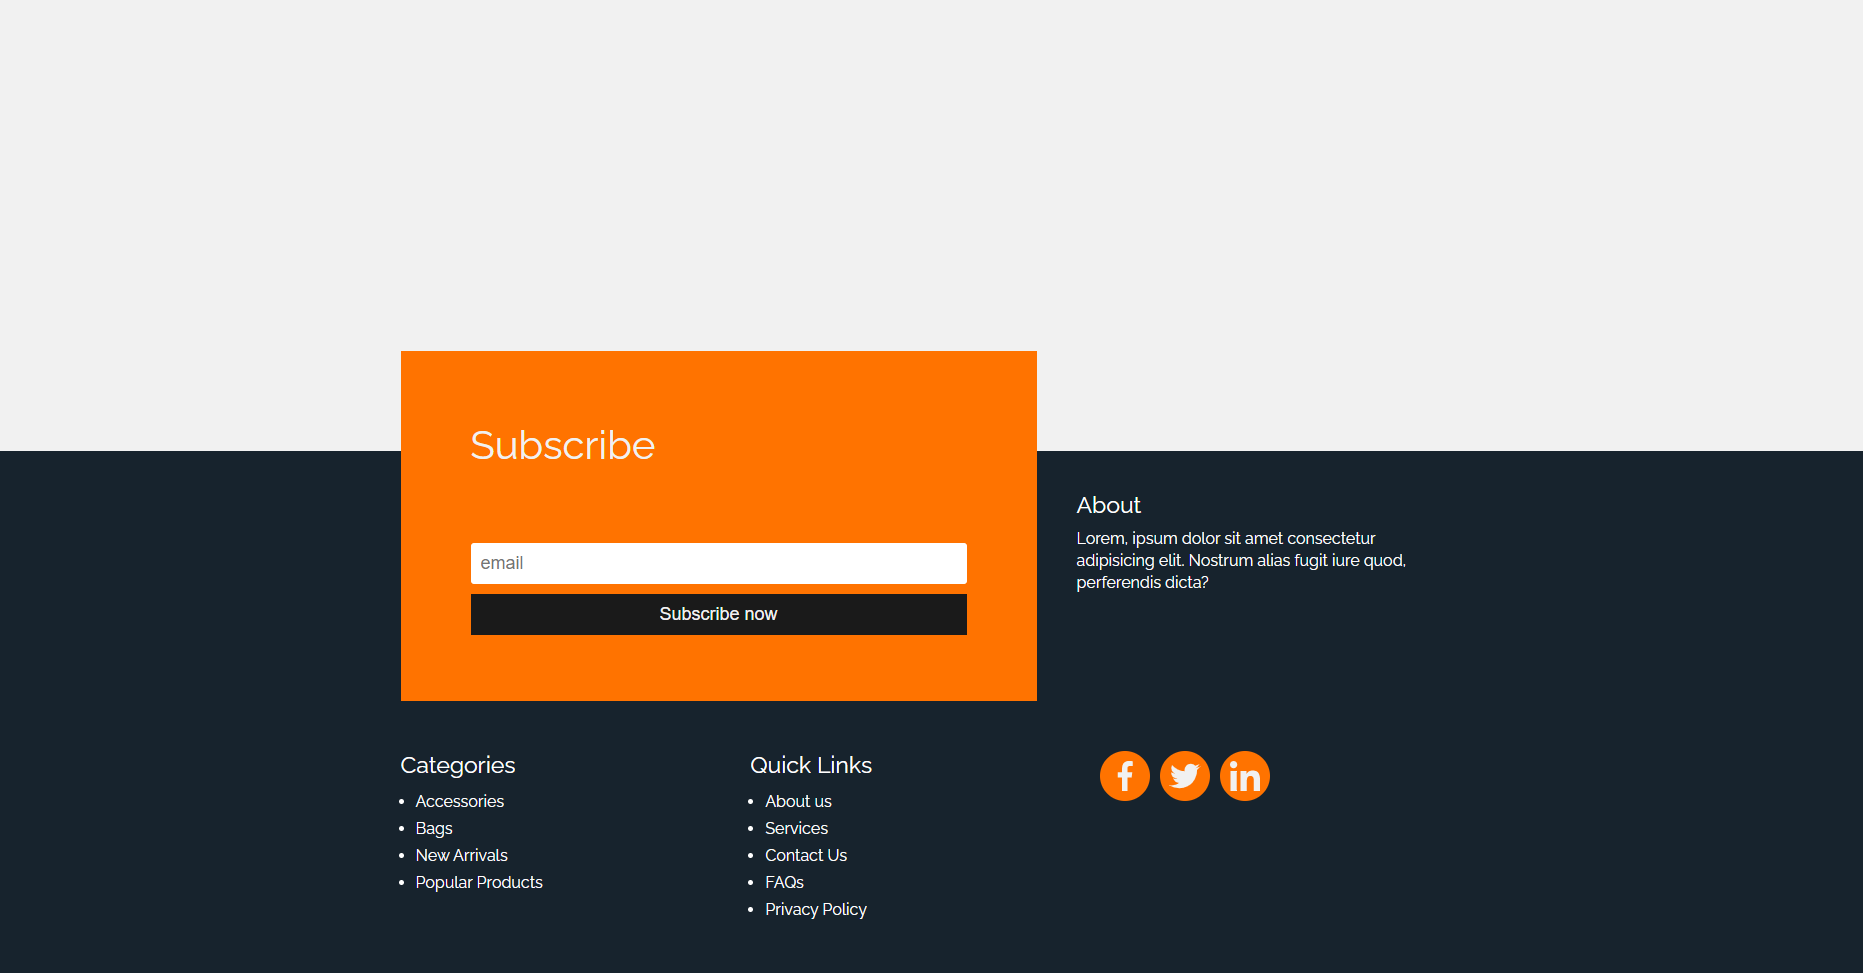 Subscribe
email
Subscribe now
About
Lorem, ipsum dolor sit amet consectetur
adipisicing elit. Nostrum alias fugit iure quod,
perferendis dicta?
Categories
Accessories
Bags
New Arrivals
Popular Products
Quick Links
About us
Services
Contact Us
FAQs
Privacy Policy